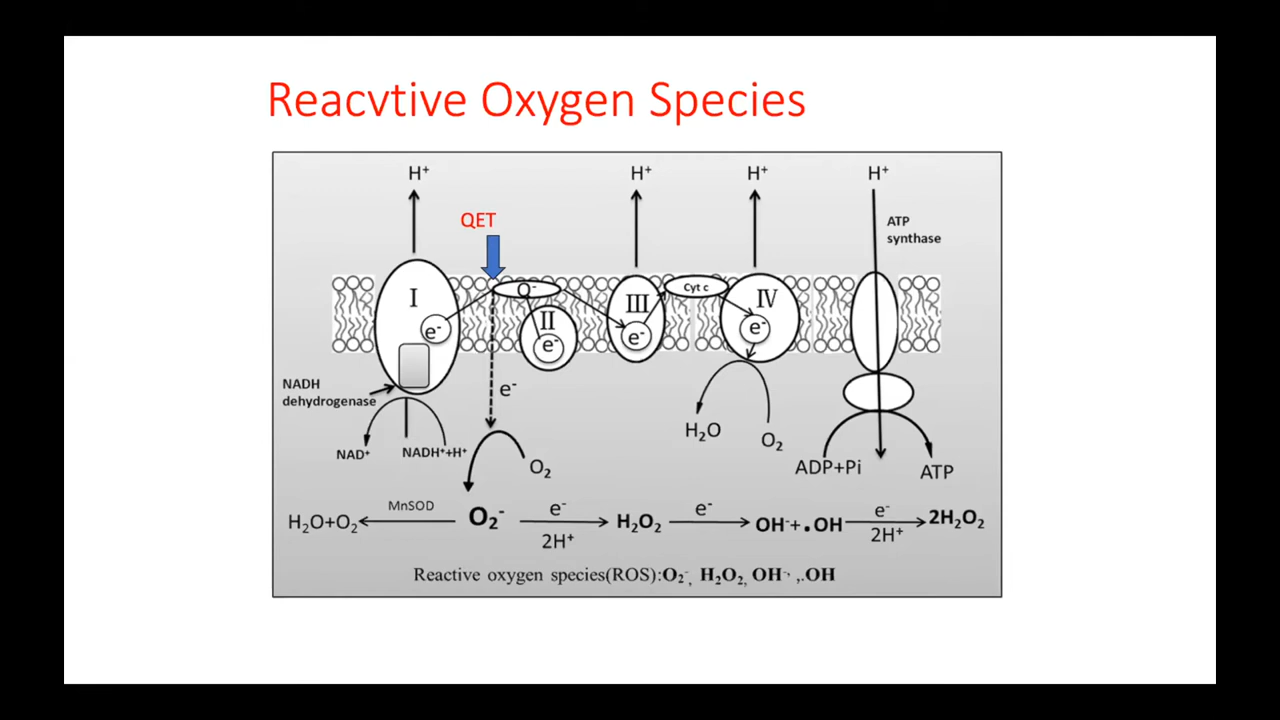 Reacvtive Oxygen Species
H⁺ H⁺ H⁺ H⁺
QET
ATP
synthase
I Q⁻ II III Cyt c IV
e⁻ e⁻ e⁻ e⁻
NADH
dehydrogenase
e⁻
NAD⁺ NADH⁺+H⁺
O₂
H₂O O₂
ADP+Pi ATP
H₂O+O₂ MnSOD O₂⁻ e⁻ 2H⁺ H₂O₂ e⁻ OH⁻+•OH e⁻ 2H⁺ 2H₂O₂
Reactive oxygen species(ROS):O₂⁻, H₂O₂, OH⁻·, ,.OH